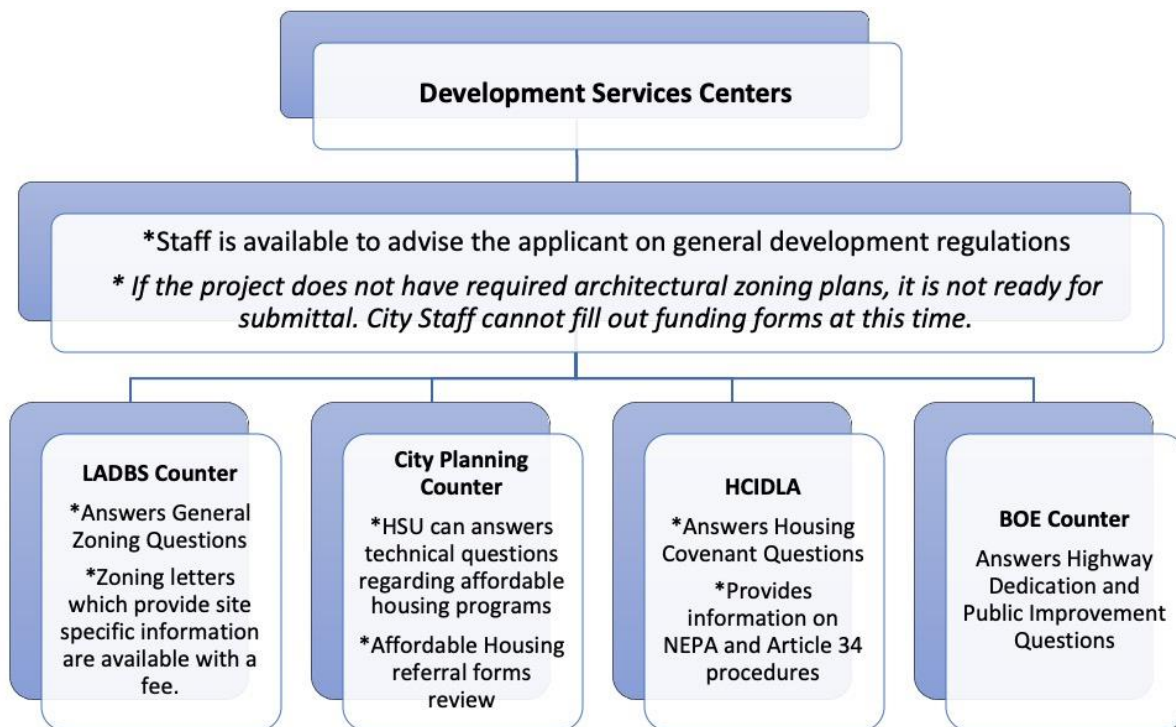 Development Services Centers
*Staff is available to advise the applicant on general development regulations
* If the project does not have required architectural zoning plans, it is not ready for
submittal. City Staff cannot fill out funding forms at this time.
LADBS Counter
*Answers General
Zoning Questions
*Zoning letters
which provide site
specific information
are available with a
fee.
City Planning
Counter
*HSU can answers
technical questions
regarding affordable
housing programs
*Affordable Housing
referral forms
review
HCIDLA
*Answers Housing
Covenant Questions
*Provides
information on
NEPA and Article 34
procedures
BOE Counter
Answers Highway
Dedication and
Public Improvement
Questions